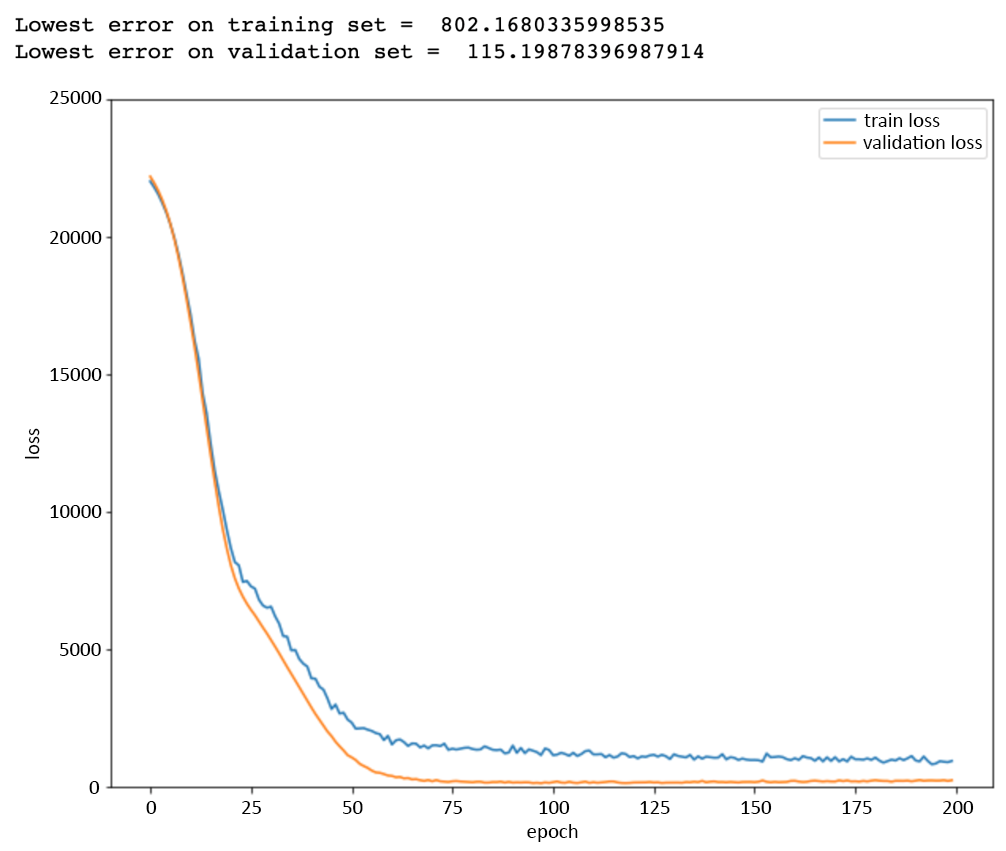 Lowest error on training set =  802.1680335998535
Lowest error on validation set =  115.19878396987914
25000
train loss
validation loss
20000
15000
loss
10000
5000
0
0 25 50 75 100 125 150 175 200
epoch